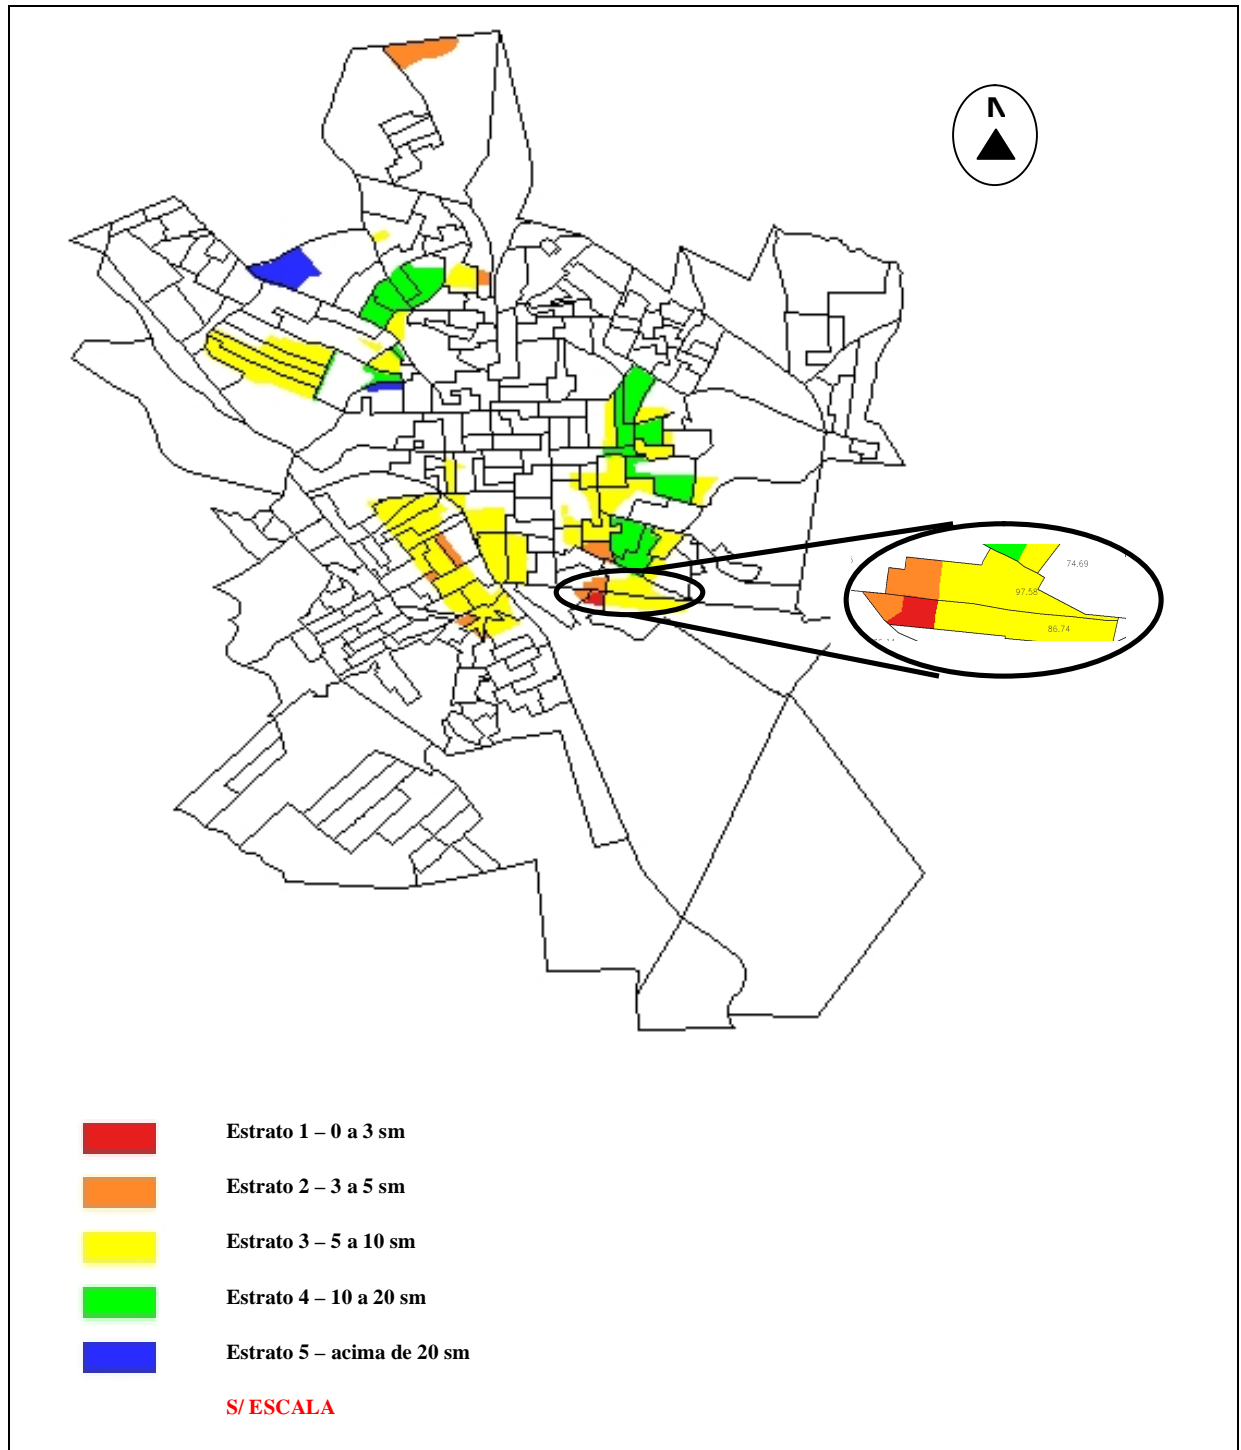 N
74.69
97.58
86.74
Estrato 1 – 0 a 3 sm
Estrato 2 – 3 a 5 sm
Estrato 3 – 5 a 10 sm
Estrato 4 – 10 a 20 sm
Estrato 5 – acima de 20 sm
S/ ESCALA